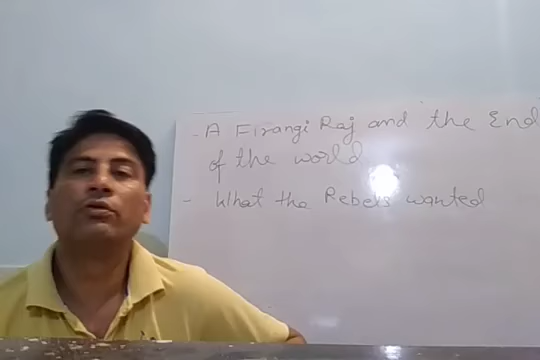 - A Firangi Raj and the End
of the world
- What the Rebels wanted